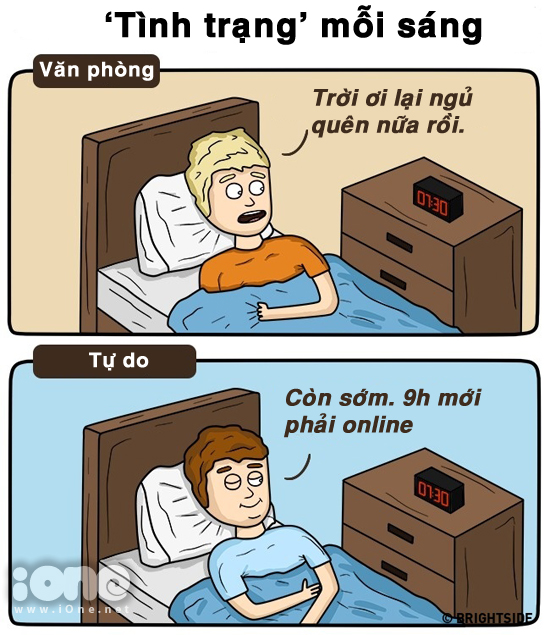 ‘Tình trạng’ mỗi sáng
Văn phòng
Trời ơi lại ngủ
quên nữa rồi.
07:30
Tự do
Còn sớm. 9h mới
phải online
07:30
iOne
www.iOne.net
© BRIGHTSIDE